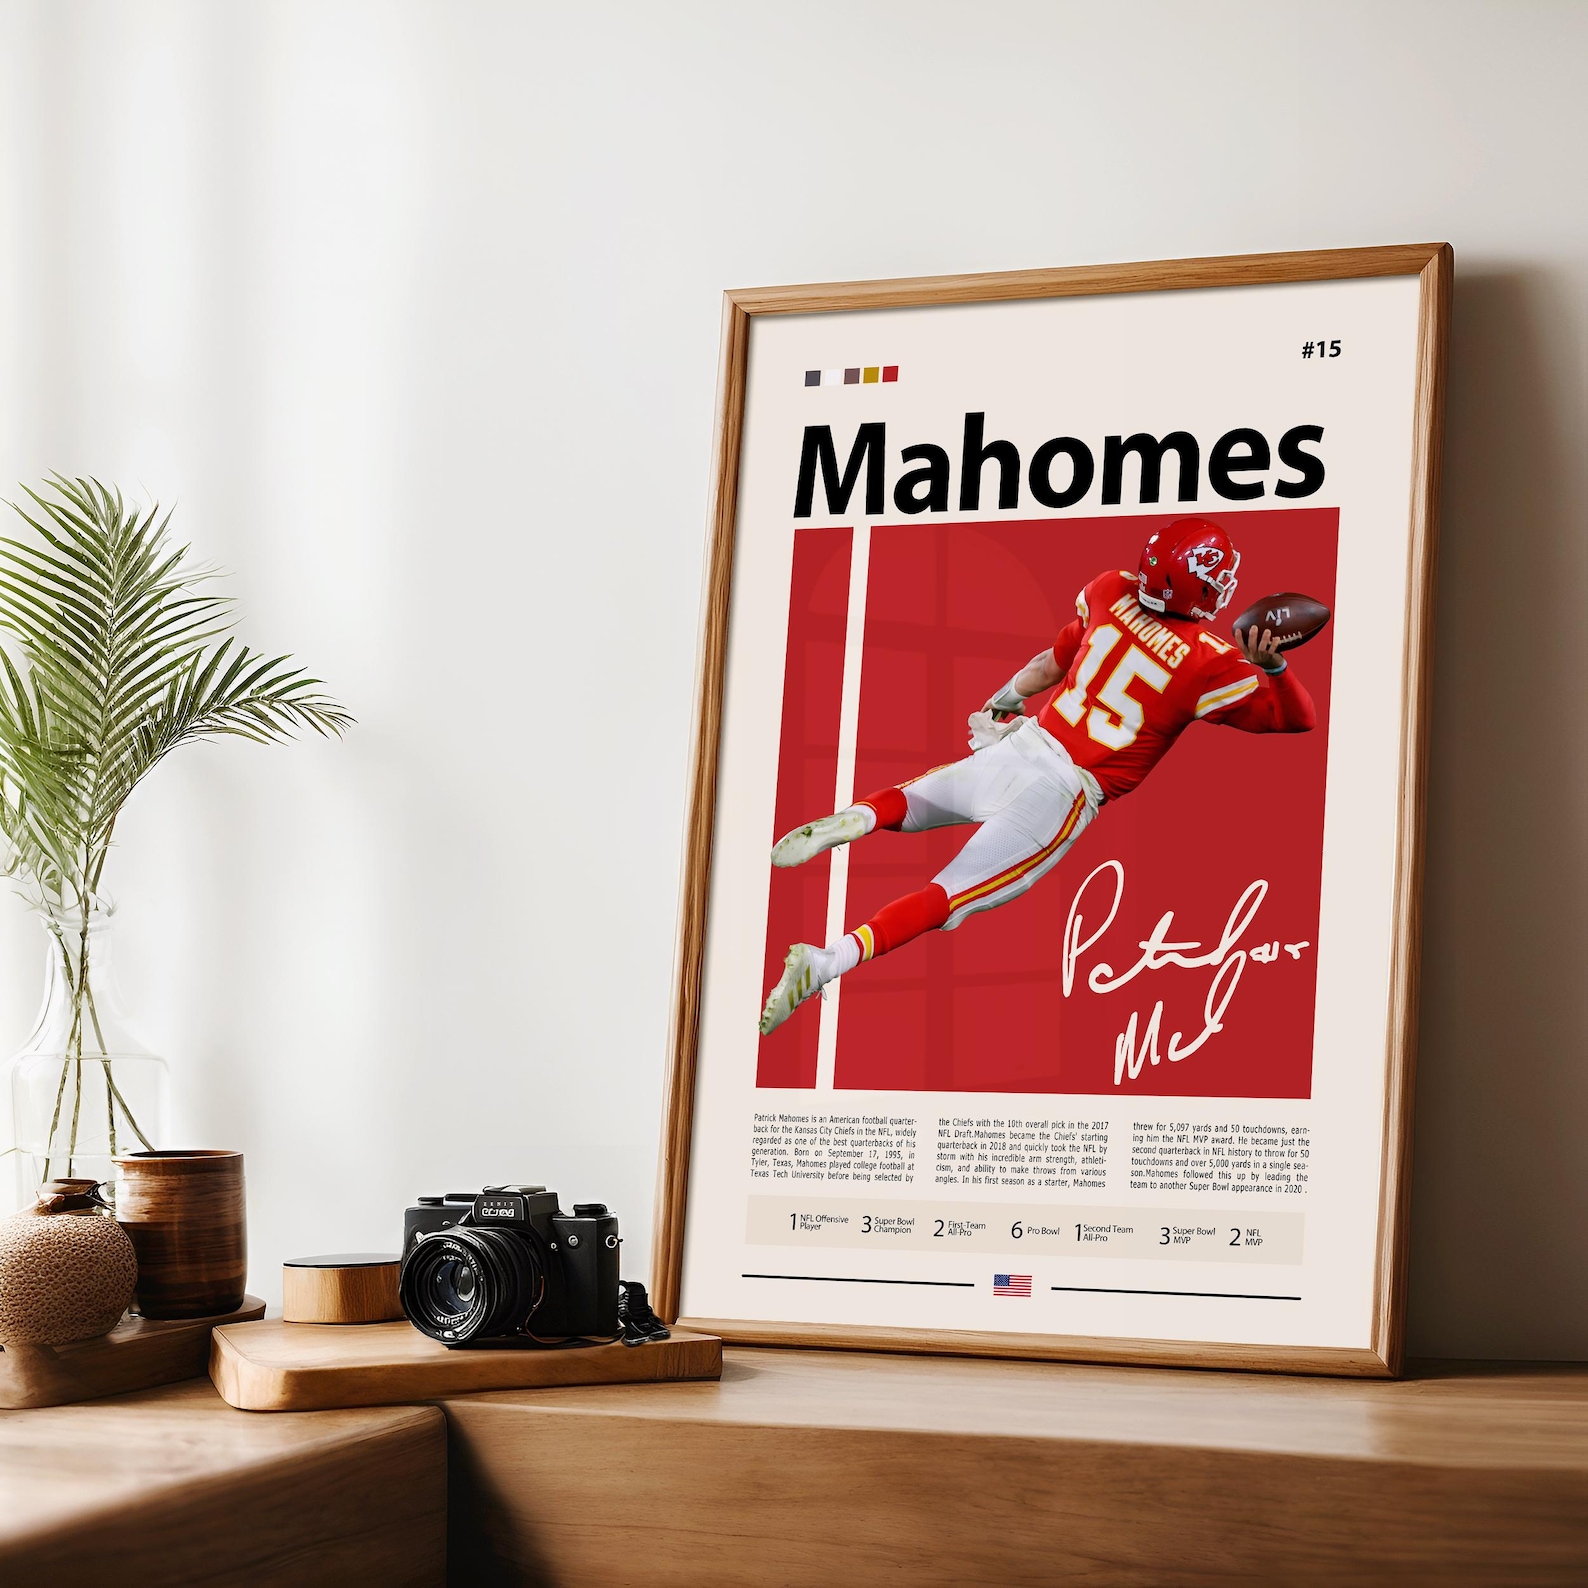 #15
Mahomes
MAHOMES
15
KC
LIV
Patrick Mahomes is an American football quarter-
back for the Kansas City Chiefs in the NFL, widely
regarded as one of the best quarterbacks of his
generation. Born on September 17, 1995, in
Tyler, Texas, Mahomes played college football at
Texas Tech University before being selected by
the Chiefs with the 10th overall pick in the 2017
NFL Draft.Mahomes became the Chiefs' starting
quarterback in 2018 and quickly took the NFL by
storm with his incredible arm strength, athleti-
cism, and ability to make throws from various
angles. In his first season as a starter, Mahomes
threw for 5,097 yards and 50 touchdowns, earn-
ing him the NFL MVP award. He became just the
second quarterback in NFL history to throw for 50
touchdowns and over 5,000 yards in a single sea-
son.Mahomes followed this up by leading the
team to another Super Bowl appearance in 2020 .
1 NFL Offensive Player
3 Super Bowl Champion
2 First-Team All-Pro
6 Pro Bowl
1 Second Team All-Pro
3 Super Bowl MVP
2 NFL MVP
ZENIT